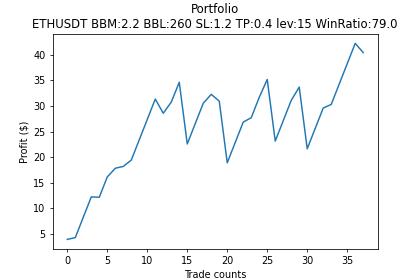 Portfolio
ETHUSDT BBM:2.2 BBL:260 SL:1.2 TP:0.4 lev:15 WinRatio:79.0
40
35
30
25
20
15
10
5
Profit ($)
0 5 10 15 20 25 30 35
Trade counts